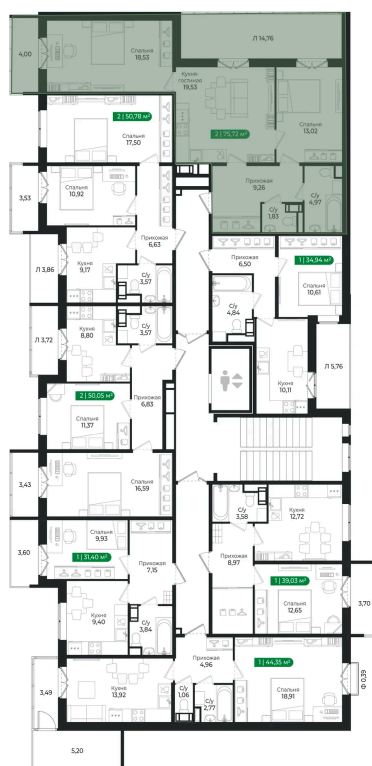 4,00
Спальня
18,53
Л 14,76
Кухня-
гостиная
19,53
Спальня
13,02
2 | 50,78 м²
Спальня
17,50
2 | 75,72 м²
Прихожая
9,26
С/у
1,83
С/у
4,97
3,53
Спальня
10,92
Прихожая
6,63
Прихожая
6,50
1 | 34,94 м²
Спальня
10,61
Л 3,86
Кухня
9,17
С/у
3,57
С/у
4,84
Л 3,72
Кухня
8,80
С/у
3,57
Кухня
10,11
Л 5,76
2 | 50,05 м²
Спальня
11,37
Прихожая
6,83
3,43
Спальня
16,59
С/у
3,58
Кухня
12,72
3,60
Спальня
9,93
1 | 31,40 м²
Прихожая
7,15
Прихожая
8,97
1 | 39,03 м²
Спальня
12,65
3,70
Кухня
9,40
С/у
3,84
Прихожая
4,96
1 | 44,35 м²
3,49
Кухня
13,92
С/у
1,06
С/у
2,77
Спальня
18,91
Ф 0,39
5,20